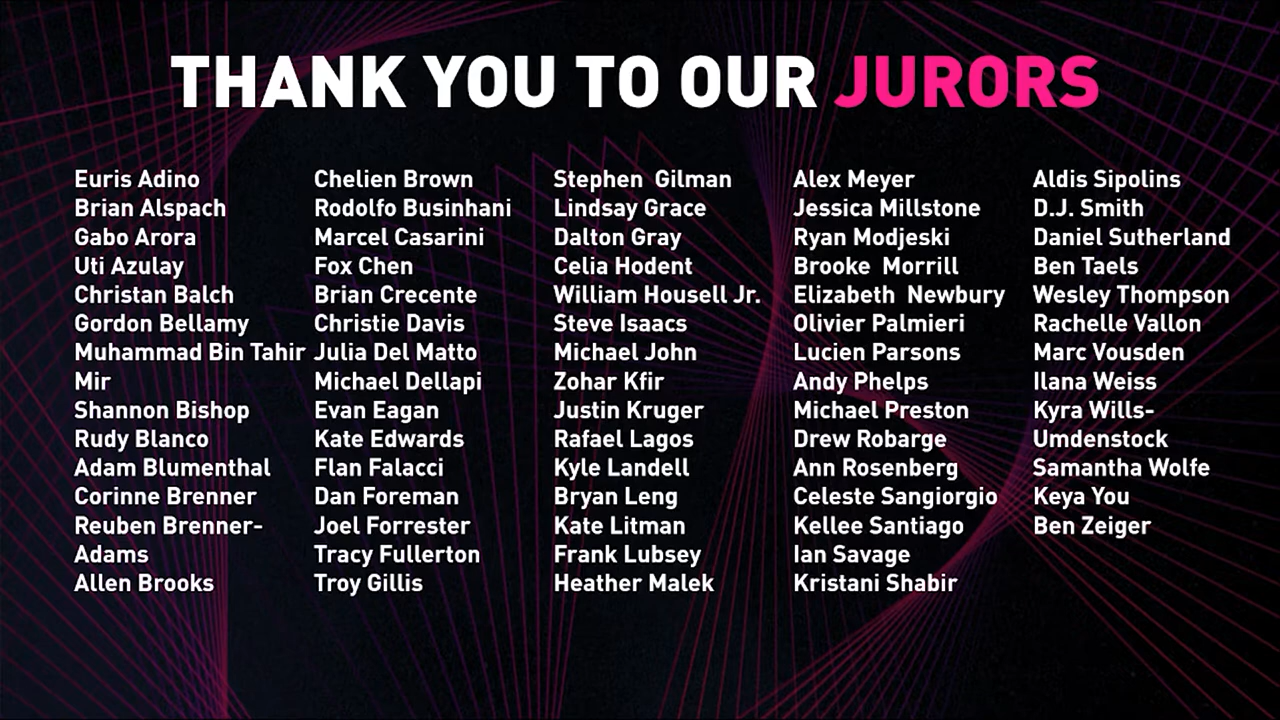 THANK YOU TO OUR JURORS
Euris Adino
Brian Alspach
Gabo Arora
Uti Azulay
Christan Balch
Gordon Bellamy
Muhammad Bin Tahir
Mir
Shannon Bishop
Rudy Blanco
Adam Blumenthal
Corinne Brenner
Reuben Brenner-
Adams
Allen Brooks
Chelien Brown
Rodolfo Businhani
Marcel Casarini
Fox Chen
Brian Crecente
Christie Davis
Julia Del Matto
Michael Dellapi
Evan Eagan
Kate Edwards
Flan Falacci
Dan Foreman
Joel Forrester
Tracy Fullerton
Troy Gillis
Stephen  Gilman
Lindsay Grace
Dalton Gray
Celia Hodent
William Housell Jr.
Steve Isaacs
Michael John
Zohar Kfir
Justin Kruger
Rafael Lagos
Kyle Landell
Bryan Leng
Kate Litman
Frank Lubsey
Heather Malek
Alex Meyer
Jessica Millstone
Ryan Modjeski
Brooke  Morrill
Elizabeth  Newbury
Olivier Palmieri
Lucien Parsons
Andy Phelps
Michael Preston
Drew Robarge
Ann Rosenberg
Celeste Sangiorgio
Kellee Santiago
Ian Savage
Kristani Shabir
Aldis Sipolins
D.J. Smith
Daniel Sutherland
Ben Taels
Wesley Thompson
Rachelle Vallon
Marc Vousden
Ilana Weiss
Kyra Wills-
Umdenstock
Samantha Wolfe
Keya You
Ben Zeiger